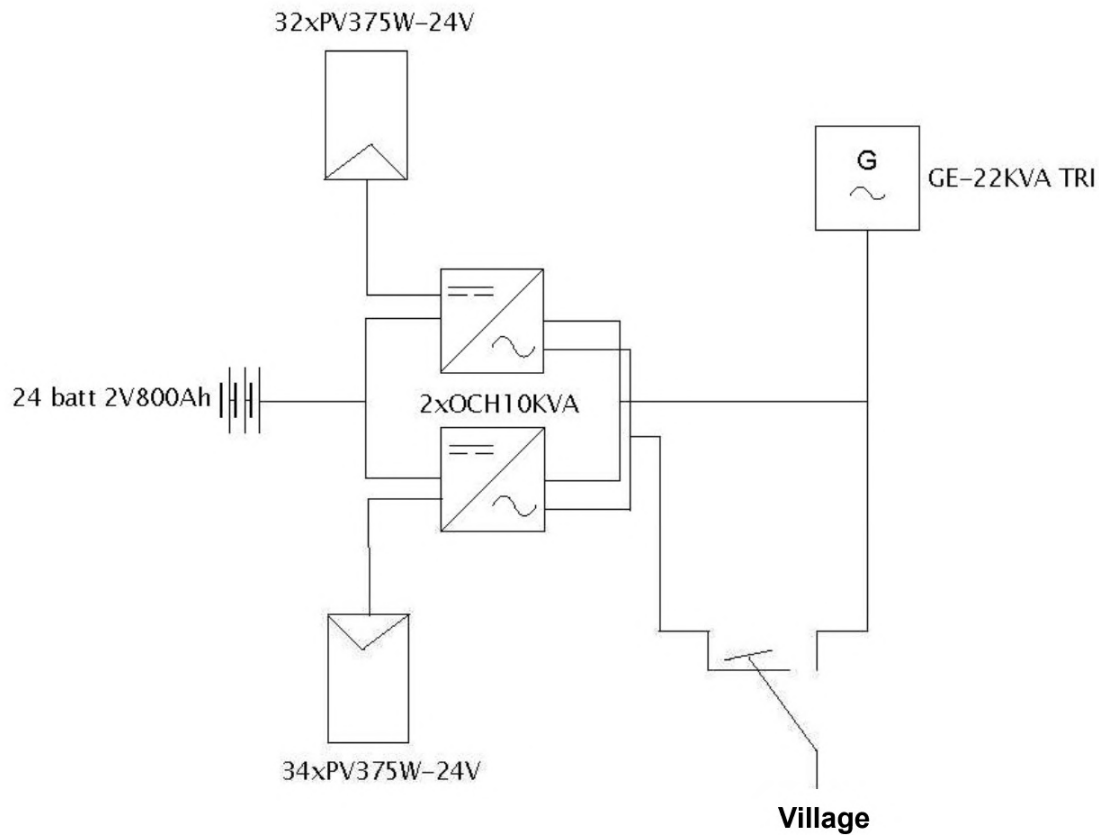 32xPV375W-24V
G
GE-22KVA TRI
24 batt 2V800Ah
2xOCH10KVA
34xPV375W-24V
Village